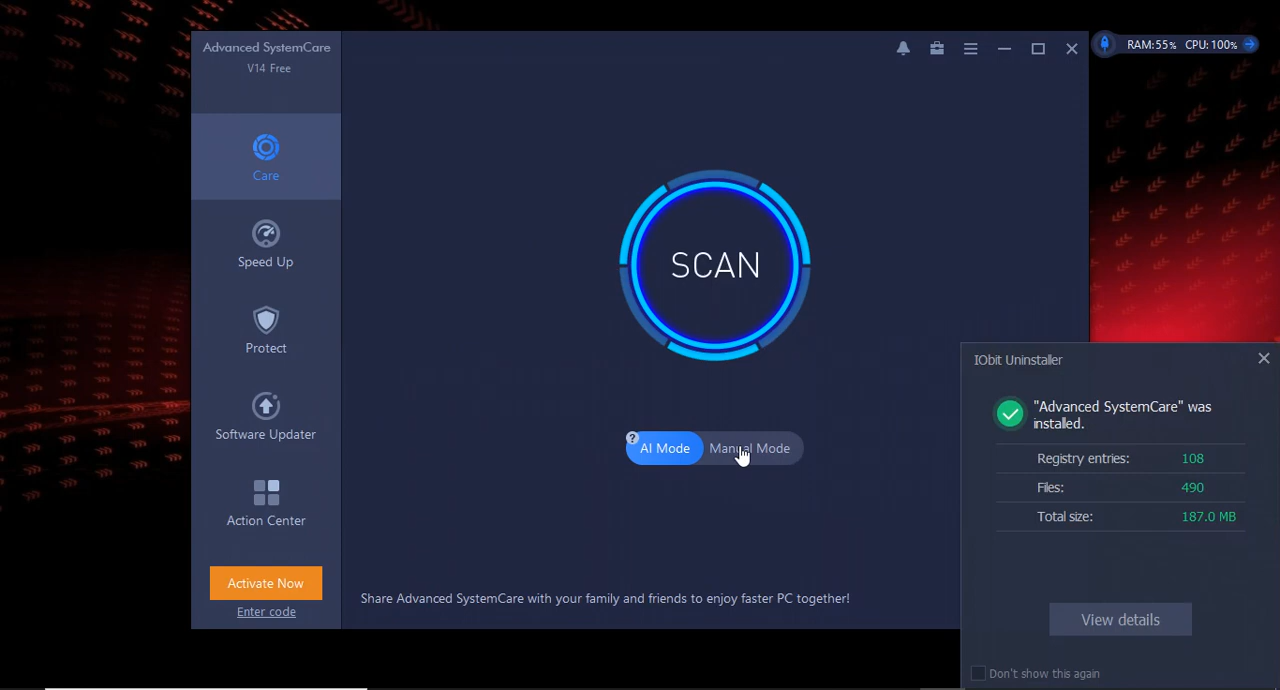 Advanced SystemCare
V14 Free
RAM:55% CPU:100%
Care
Speed Up
Protect
Software Updater
Action Center
Activate Now
Enter code
SCAN
?
AI Mode
Manual Mode
Share Advanced SystemCare with your family and friends to enjoy faster PC together!
IObit Uninstaller
"Advanced SystemCare" was
installed.
Registry entries: 108
Files: 490
Total size: 187.0 MB
View details
Don't show this again